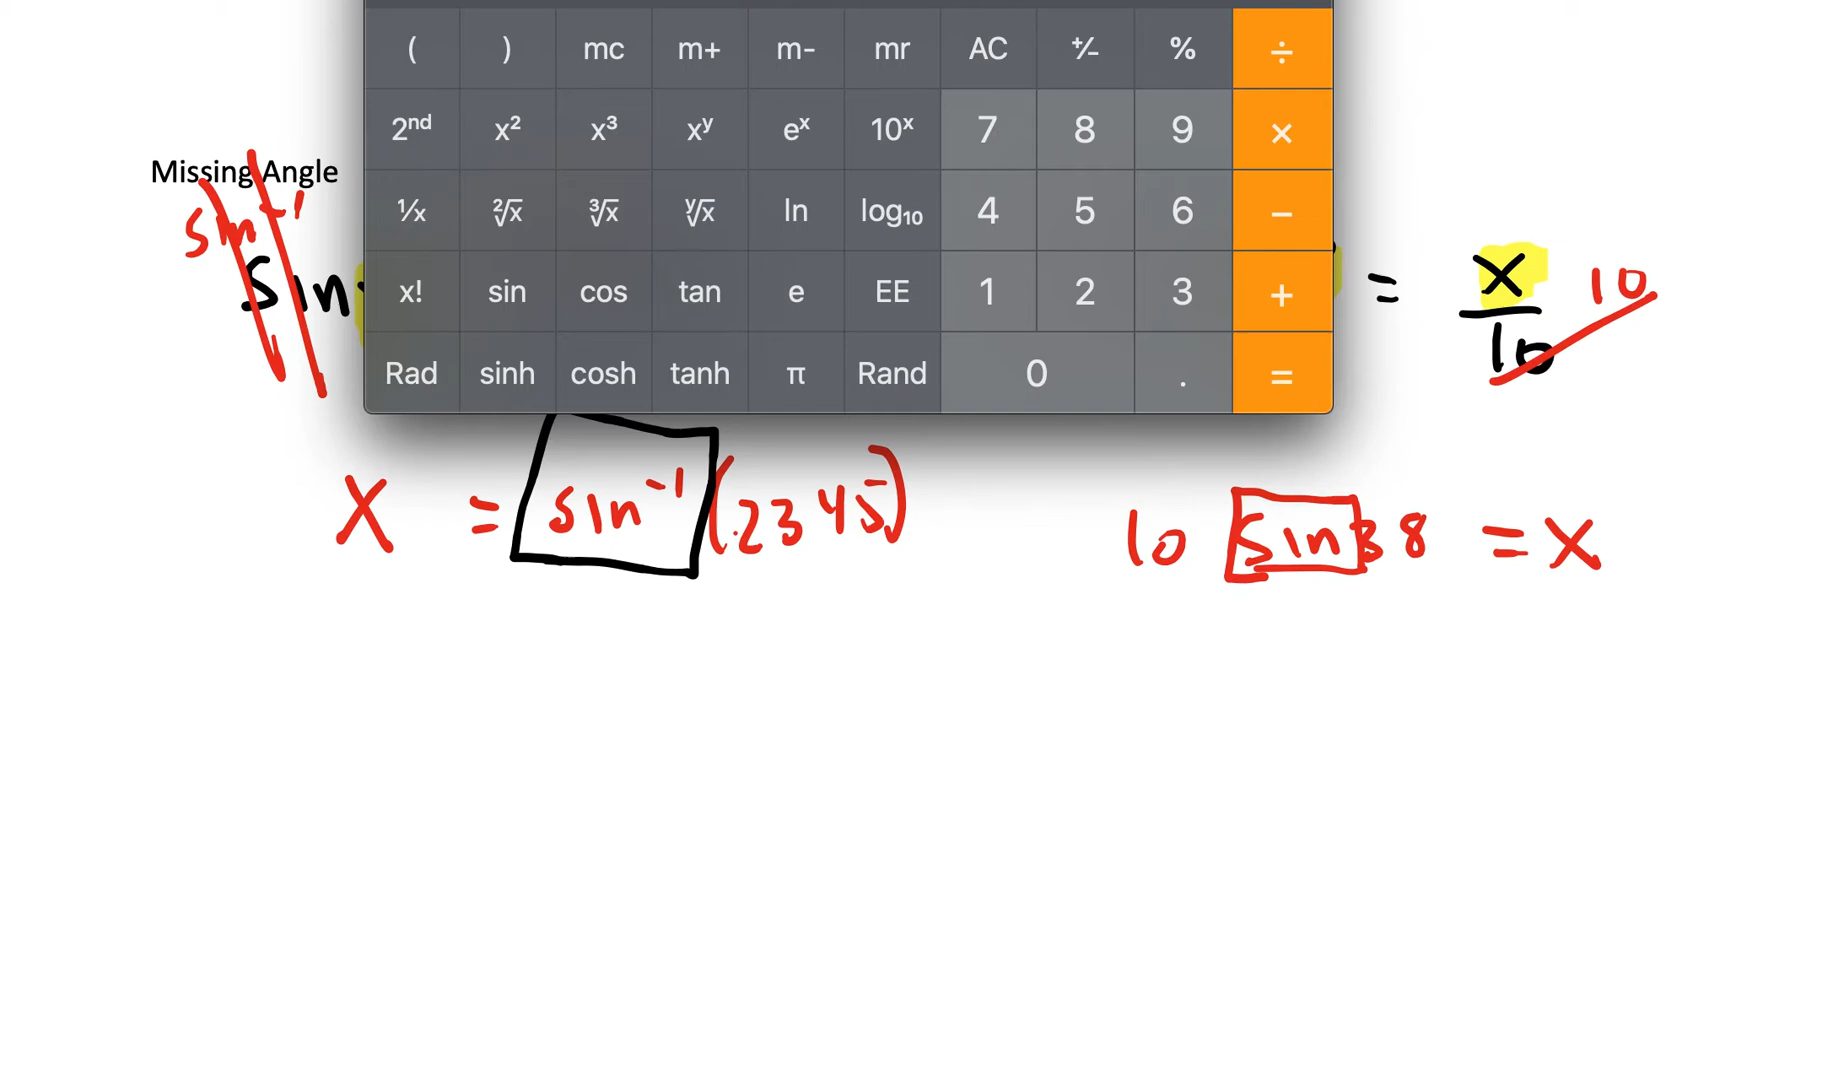 ( ) mc m+ m- mr AC +/- % ÷
2nd x² x³ xʸ eˣ 10ˣ 7 8 9 ×
Missing Angle
¹/x ²√x ³√x ʸ√x ln log₁₀ 4 5 6 −
sin⁻¹
sin
x! sin cos tan e EE 1 2 3 +
= x/10 10
Rad sinh cosh tanh π Rand 0 . =
X = sin⁻¹(.2345)
10 sin 38 = X